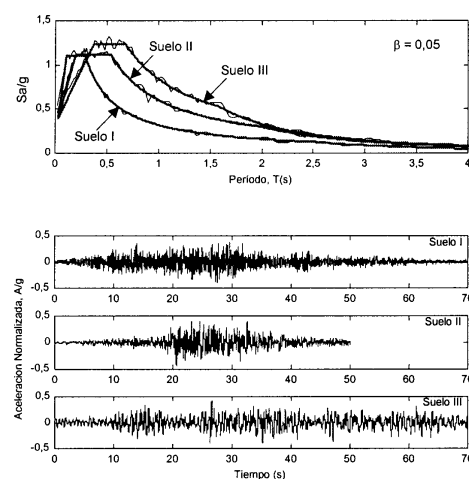 1,5
Suelo II
Suelo III
β = 0,05
1
Sa/g
0,5
Suelo I
0
0 0,5 1 1,5 2 2,5 3 3,5 4
Período, T(s)
0,5
Suelo I
0
-0,5
0 10 20 30 40 50 60 70
0,5
Suelo II
0
-0,5
0 10 20 30 40 50 60 70
0,5
Suelo III
0
-0,5
0 10 20 30 40 50 60 70
Aceleracion Normalizada, A/g
Tiempo (s)